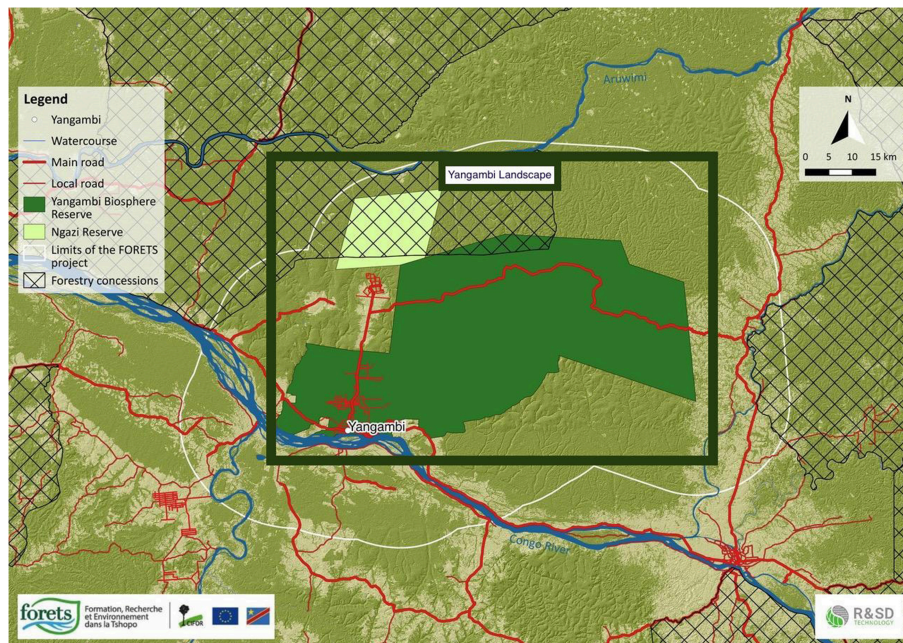 Aruwimi
Legend
Yangambi
Watercourse
Main road
Local road
Yangambi Biosphere
Reserve
Ngazi Reserve
Limits of the FORETS
project
Forestry concessions
Yangambi Landscape
N
0 5 10 15 km
Yangambi
Congo River
forets
Formation, Recherche
et Environnement
dans la Tshopo
CIFOR
R&SD
TECHNOLOGY